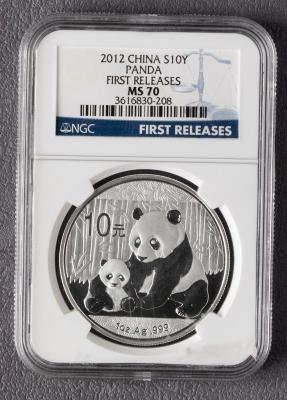 2012 CHINA S10Y
PANDA
FIRST RELEASES
MS 70
3616830-208
NGC
FIRST RELEASES
10元
1oz Ag .999